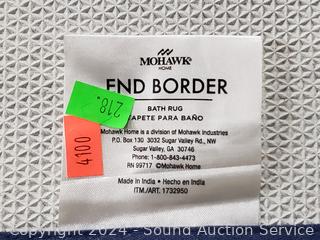 MOHAWK
HOME
END BORDER
BATH RUG
TAPETE PARA BAÑO
Mohawk Home is a division of Mohawk Industries
P.O. Box 130 3032 Sugar Valley Rd., NW
Sugar Valley, GA 30746
Phone: 1-800-843-4473
RN 99717 ©Mohawk Home
Made in India • Hecho en India
ITM./ART. 1732950
218.
4100
Copyright 2024 - Sound Auction Service